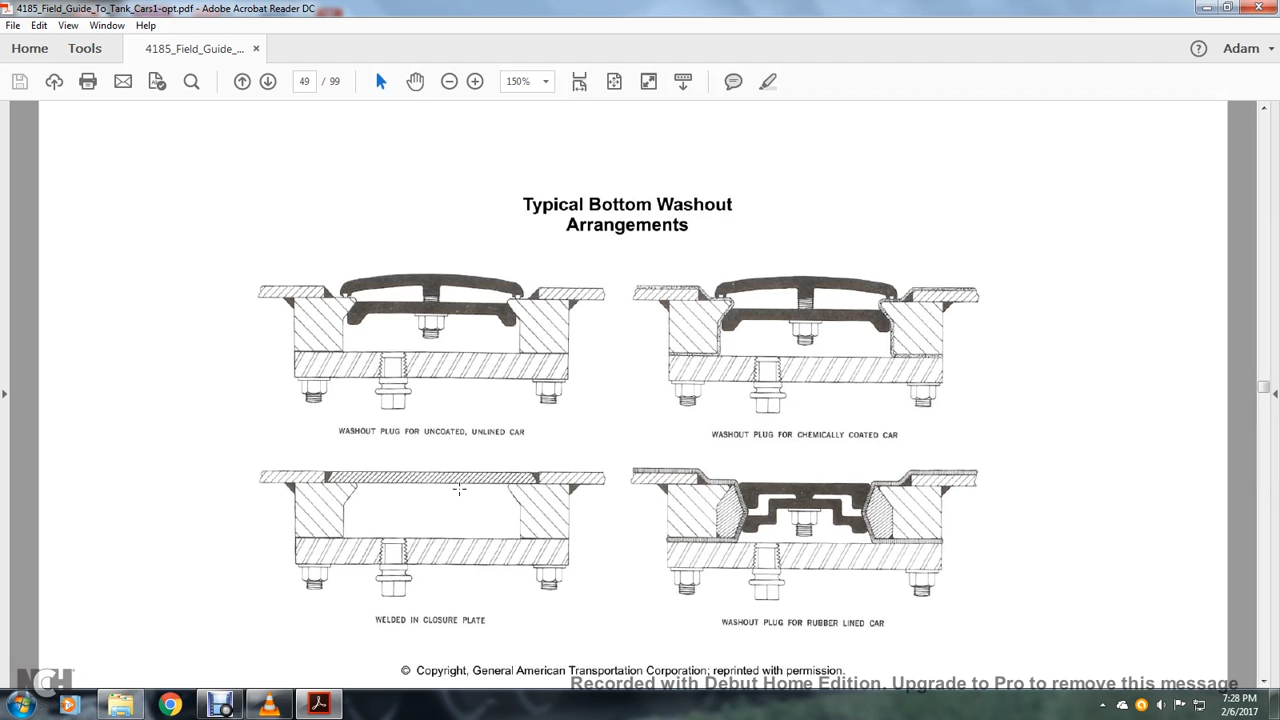 4185_Field_Guide_To_Tank_Cars1-opt.pdf - Adobe Acrobat Reader DC
File Edit View Window Help
Home Tools 4185_Field_Guide_... × ? Adam
49 / 99 150%
Typical Bottom Washout
Arrangements
WASHOUT PLUG FOR UNCOATED, UNLINED CAR
WASHOUT PLUG FOR CHEMICALLY COATED CAR
WELDED IN CLOSURE PLATE
WASHOUT PLUG FOR RUBBER LINED CAR
© Copyright, General American Transportation Corporation; reprinted with permission.
NCH
Recorded with Debut Home Edition. Upgrade to Pro to remove this message
7:28 PM
2/6/2017